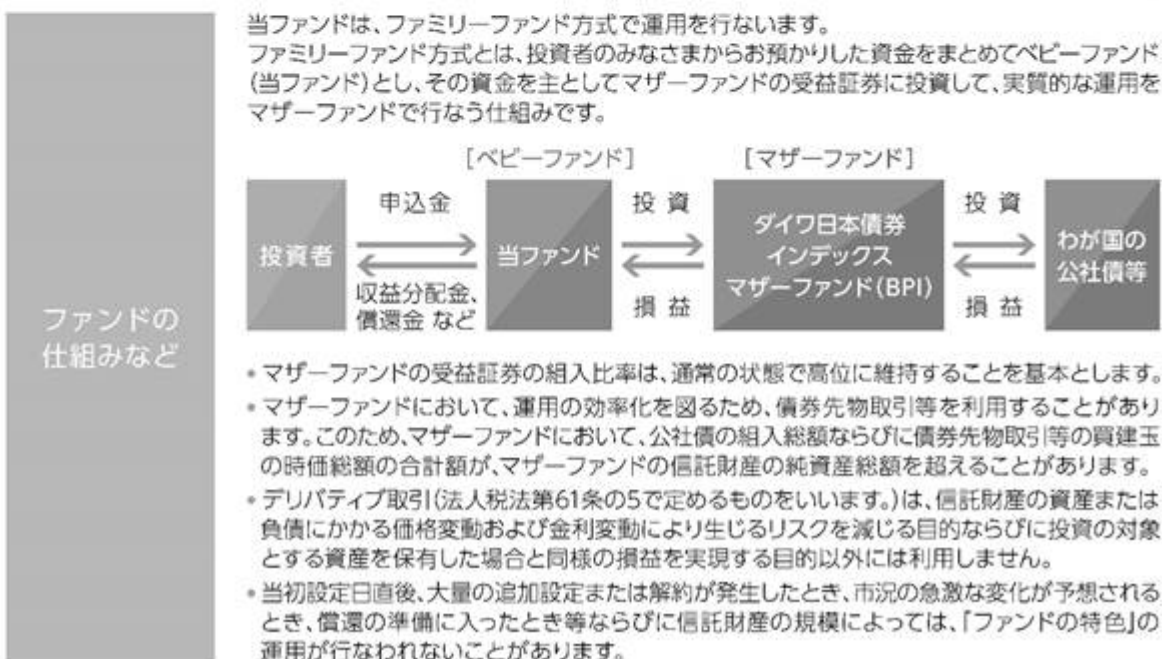 当ファンドは、ファミリーファンド方式で運用を行ないます。
ファミリーファンド方式とは、投資者のみなさまからお預かりした資金をまとめてベビーファンド
(当ファンド)とし、その資金を主としてマザーファンドの受益証券に投資して、実質的な運用を
マザーファンドで行なう仕組みです。
[ベビーファンド]
[マザーファンド]
投資者
申込金
収益分配金、
償還金 など
当ファンド
投 資
損 益
ダイワ日本債券
インデックス
マザーファンド(BPI)
投 資
損 益
わが国の
公社債等
ファンドの
仕組みなど
• マザーファンドの受益証券の組入比率は、通常の状態で高位に維持することを基本とします。
• マザーファンドにおいて、運用の効率化を図るため、債券先物取引等を利用することがあり
ます。このため、マザーファンドにおいて、公社債の組入総額ならびに債券先物取引等の買建玉
の時価総額の合計額が、マザーファンドの信託財産の純資産総額を超えることがあります。
• デリバティブ取引(法人税法第61条の5で定めるものをいいます。)は、信託財産の資産または
負債にかかる価格変動および金利変動により生じるリスクを減じる目的ならびに投資の対象
とする資産を保有した場合と同様の損益を実現する目的以外には利用しません。
• 当初設定日直後、大量の追加設定または解約が発生したとき、市況の急激な変化が予想される
とき、償還の準備に入ったとき等ならびに信託財産の規模によっては、「ファンドの特色」の
運用が行なわれないことがあります。